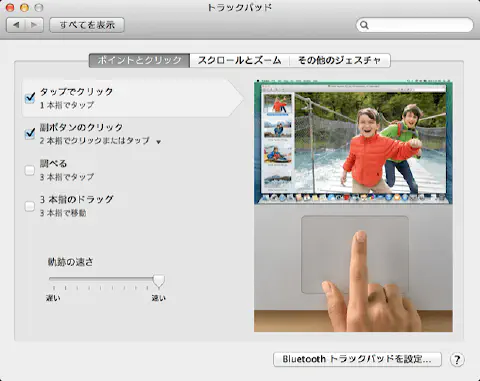 トラックパッド
すべてを表示
ポイントとクリック
スクロールとズーム
その他のジェスチャ
タップでクリック
1 本指でタップ
副ボタンのクリック
2 本指でクリックまたはタップ
調べる
3 本指でタップ
3 本指のドラッグ
3 本指で移動
軌跡の速さ
遅い
速い
Bluetooth トラックパッドを設定...
?